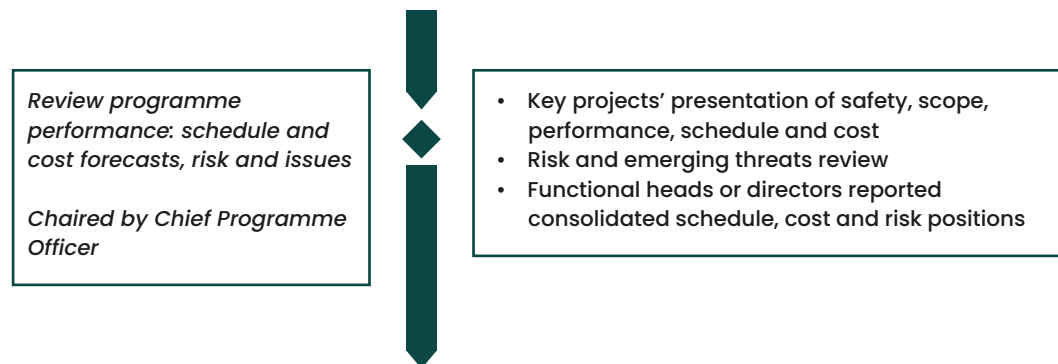 Review programme
performance: schedule and
cost forecasts, risk and issues
Chaired by Chief Programme
Officer
• Key projects’ presentation of safety, scope,
performance, schedule and cost
• Risk and emerging threats review
• Functional heads or directors reported
consolidated schedule, cost and risk positions